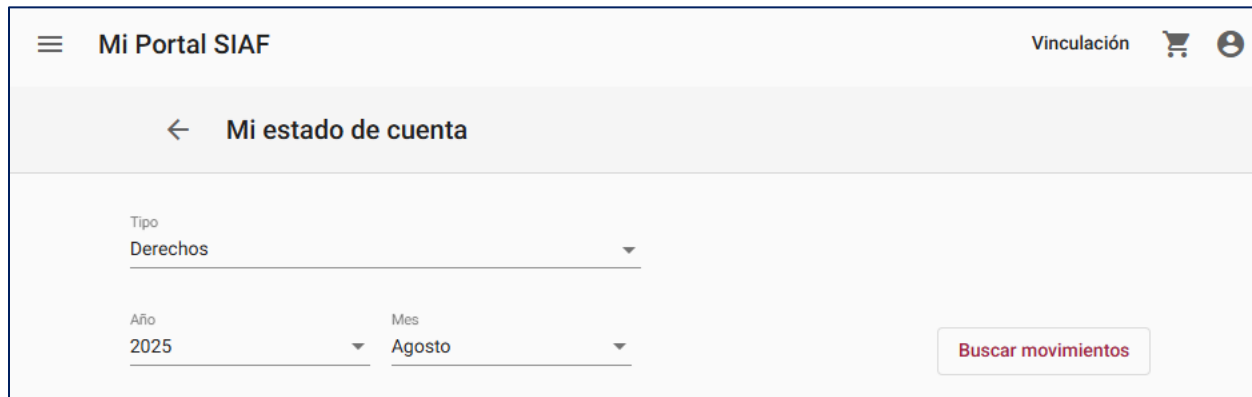 Mi Portal SIAF Vinculación
Mi estado de cuenta
Tipo
Derechos
Año Mes
2025 Agosto
Buscar movimientos